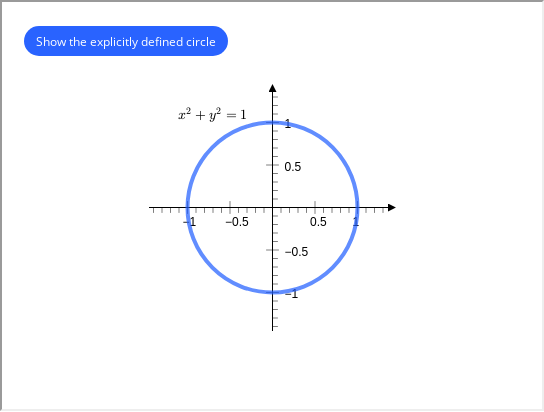 Show the explicitly defined circle
x² + y² = 1
1
0.5
−1 −0.5 0.5 1
−0.5
−1